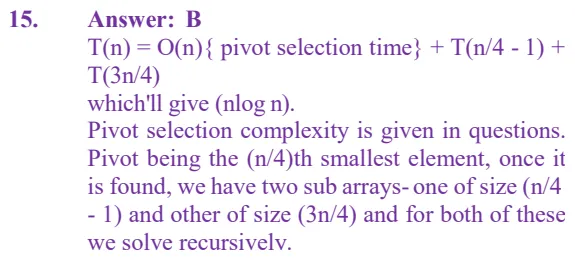 15. Answer: B
T(n) = O(n){ pivot selection time} + T(n/4 - 1) +
T(3n/4)
which'll give (nlog n).
Pivot selection complexity is given in questions.
Pivot being the (n/4)th smallest element, once it
is found, we have two sub arrays- one of size (n/4
- 1) and other of size (3n/4) and for both of these
we solve recursively.